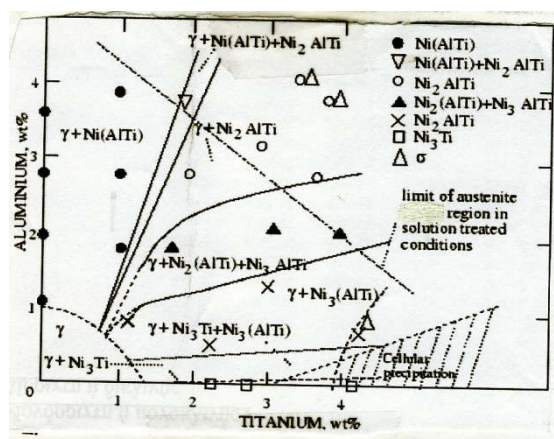 γ+Ni(AlTi)+Ni2 AlTi
● Ni(AlTi)
▽ Ni(AlTi)+Ni2 AlTi
○ Ni2 AlTi
▲ Ni2(AlTi)+Ni3 AlTi
× Ni2 AlTi
□ Ni3Ti
△ σ
4
γ+Ni(AlTi)
γ+Ni2 AlTi
ALUMINIUM, wt%
3
limit of austenite
region in
solution treated
conditions
2
γ+Ni2(AlTi)+Ni3 AlTi
γ+Ni3(AlTi)
1
γ
γ+Ni3Ti+Ni3(AlTi)
γ+Ni3Ti
Cellular
precipitation
0
1
2
3
4
TITANIUM, wt%